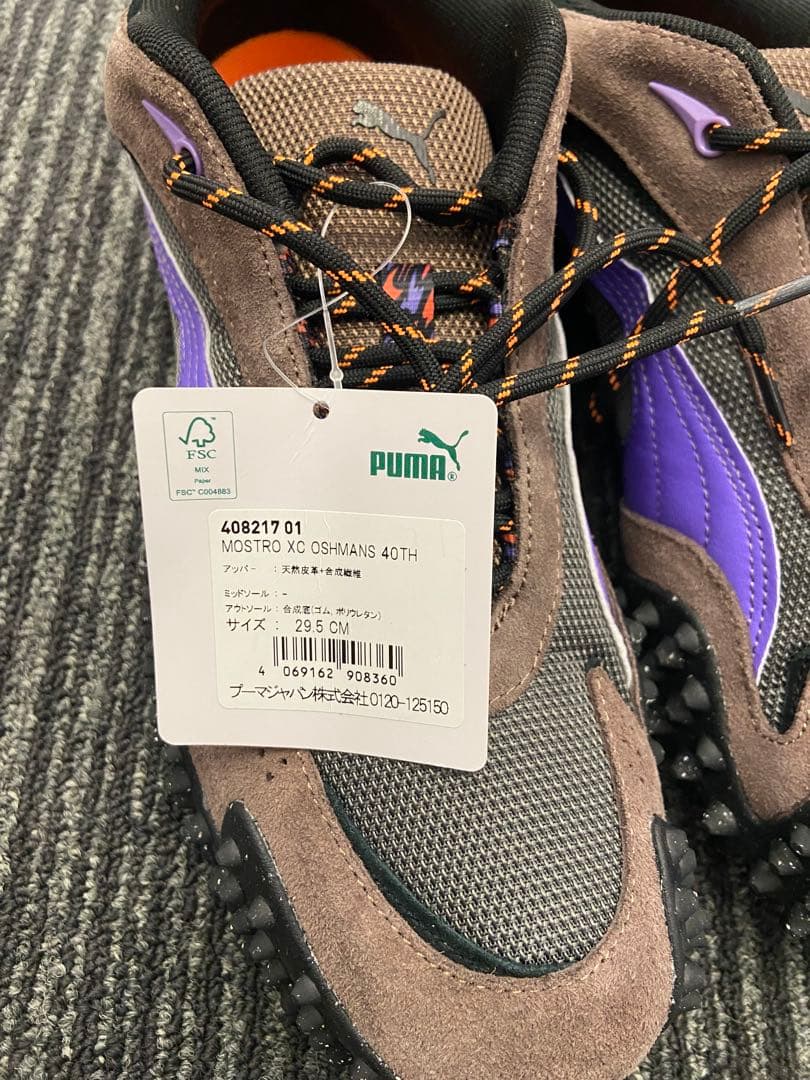 FSC
MIX
Paper
FSC™ C004883
PUMA®
408217 01
MOSTRO XC OSHMANS 40TH
アッパー : 天然皮革+合成繊維
ミッドソール : -
アウトソール : 合成底(ゴム, ポリウレタン)
サイズ : 29.5 CM
4 069162 908360
プーマジャパン株式会社0120-125150